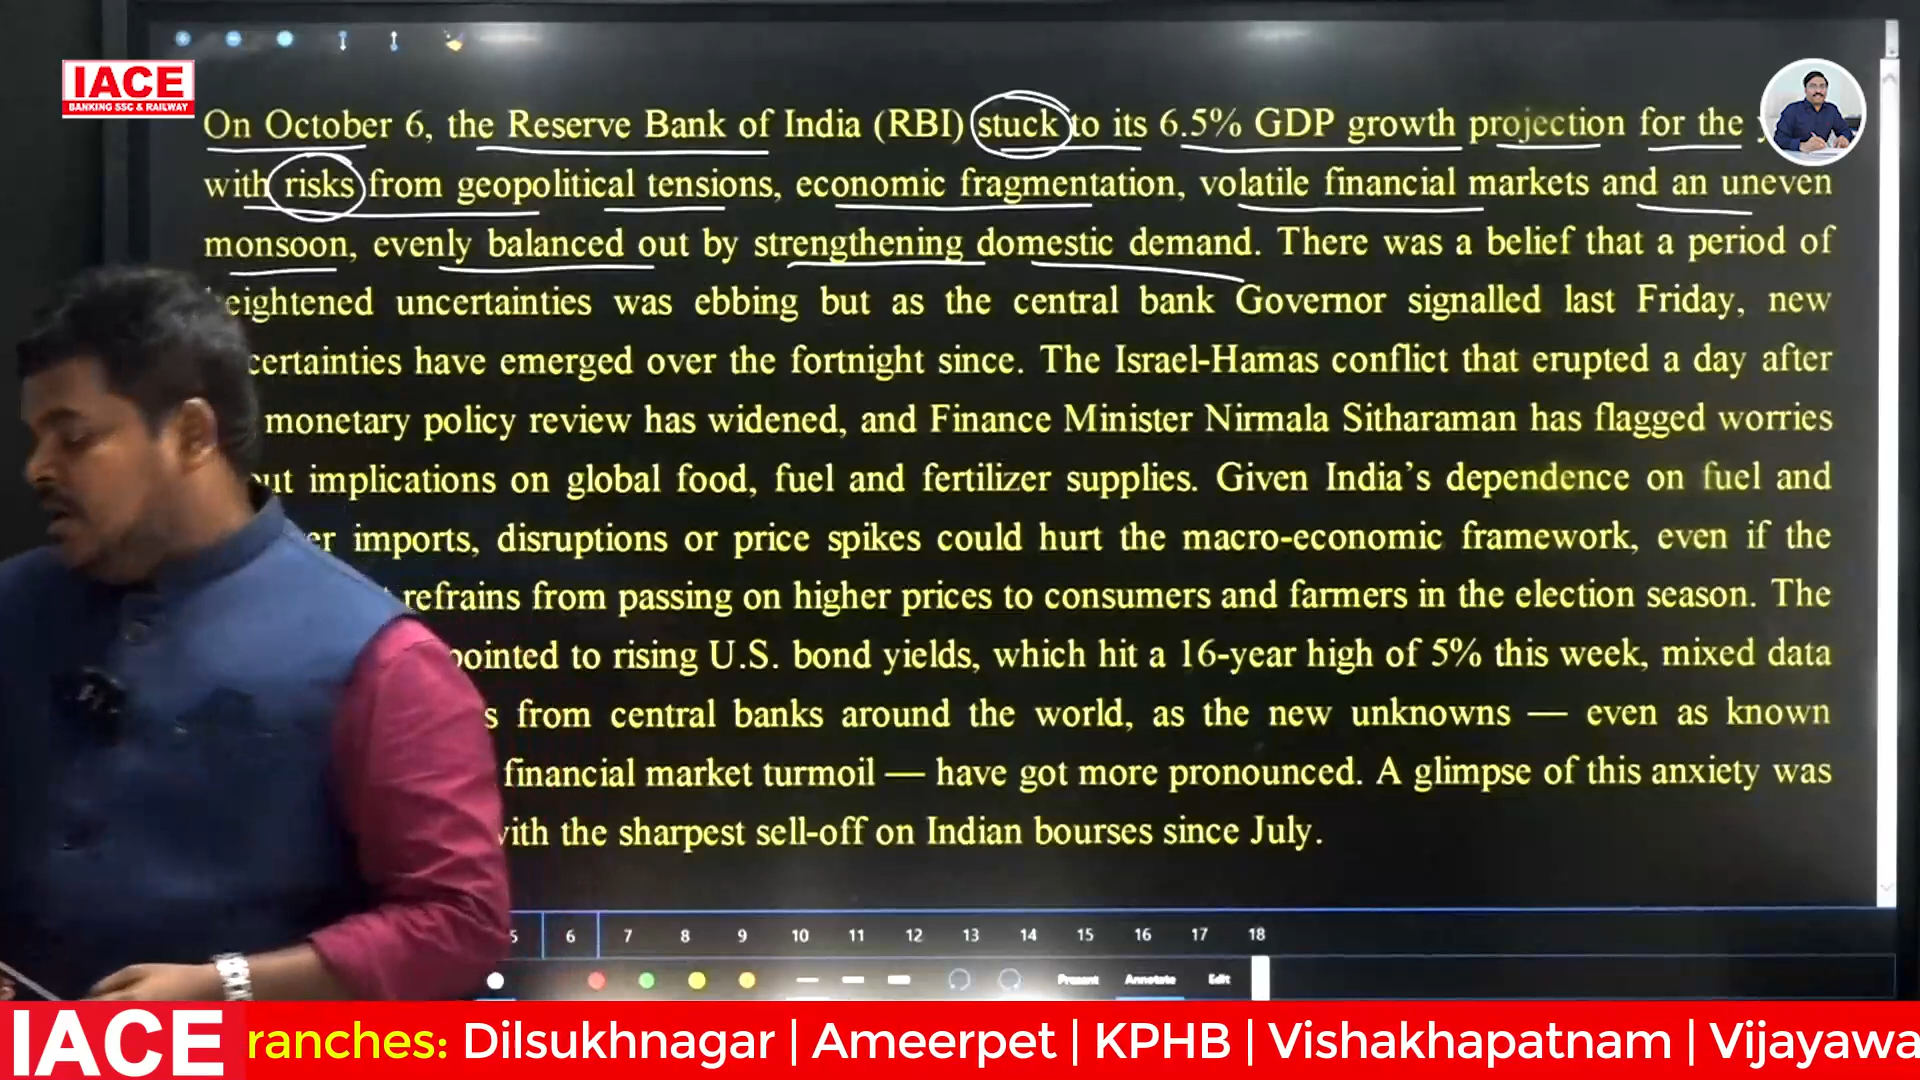 IACE
BANKING SSC & RAILWAY
On October 6, the Reserve Bank of India (RBI) stuck to its 6.5% GDP growth projection for the
with risks from geopolitical tensions, economic fragmentation, volatile financial markets and an uneven
monsoon, evenly balanced out by strengthening domestic demand. There was a belief that a period of
eightened uncertainties was ebbing but as the central bank Governor signalled last Friday, new
certainties have emerged over the fortnight since. The Israel-Hamas conflict that erupted a day after
monetary policy review has widened, and Finance Minister Nirmala Sitharaman has flagged worries
out implications on global food, fuel and fertilizer supplies. Given India's dependence on fuel and
er imports, disruptions or price spikes could hurt the macro-economic framework, even if the
refrains from passing on higher prices to consumers and farmers in the election season. The
pointed to rising U.S. bond yields, which hit a 16-year high of 5% this week, mixed data
s from central banks around the world, as the new unknowns — even as known
financial market turmoil — have got more pronounced. A glimpse of this anxiety was
with the sharpest sell-off on Indian bourses since July.
5 6 7 8 9 10 11 12 13 14 15 16 17 18
Present Annotate Edit
IACE ranches: Dilsukhnagar | Ameerpet | KPHB | Vishakhapatnam | Vijayawa